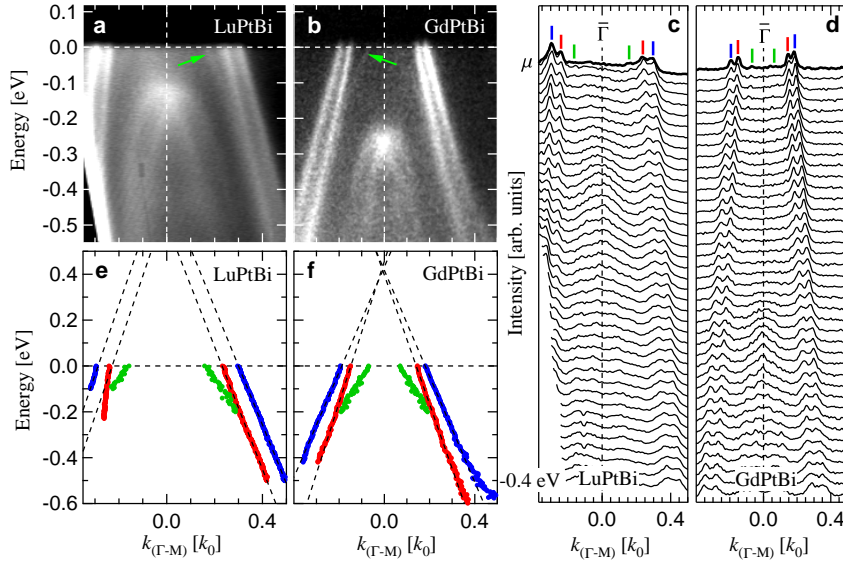 a LuPtBi
b GdPtBi
c
d
Γ̅
Γ̅
μ
0.0
-0.1
-0.2
-0.3
-0.4
-0.5
Energy [eV]
e LuPtBi
f GdPtBi
0.4
0.2
0.0
-0.2
-0.4
-0.6
Energy [eV]
0.0 0.4
0.0 0.4
k(Γ-M) [k0]
k(Γ-M) [k0]
Intensity [arb. units]
-0.4 eV
LuPtBi
GdPtBi
0.0 0.4
0.0 0.4
k(Γ-M) [k0]
k(Γ-M) [k0]